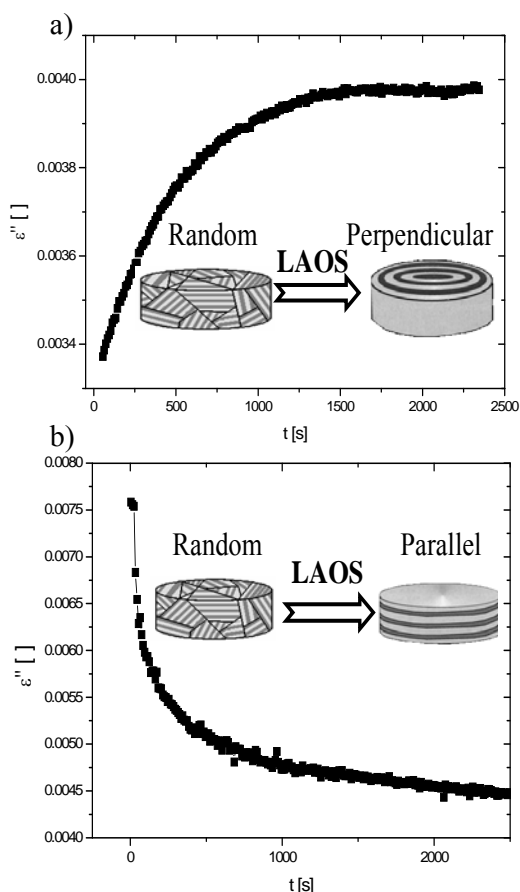 a)
0.0040
0.0038
0.0036
0.0034
ε'' [ ]
Random
LAOS
Perpendicular
0 500 1000 1500 2000 2500
t [s]
b)
0.0080
0.0075
0.0070
0.0065
0.0060
0.0055
0.0050
0.0045
0.0040
ε'' [ ]
Random
LAOS
Parallel
0 1000 2000
t [s]